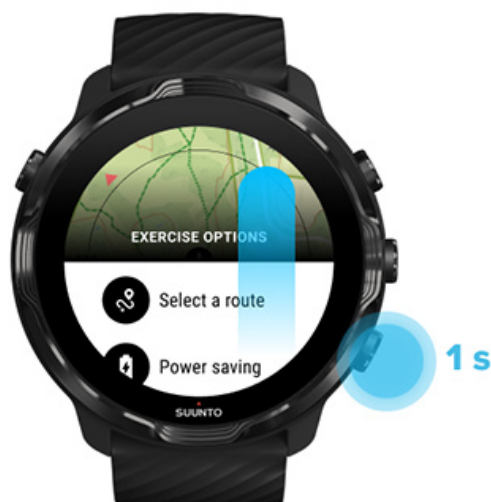 EXERCISE OPTIONS
Select a route
Power saving
SUUNTO
1 s